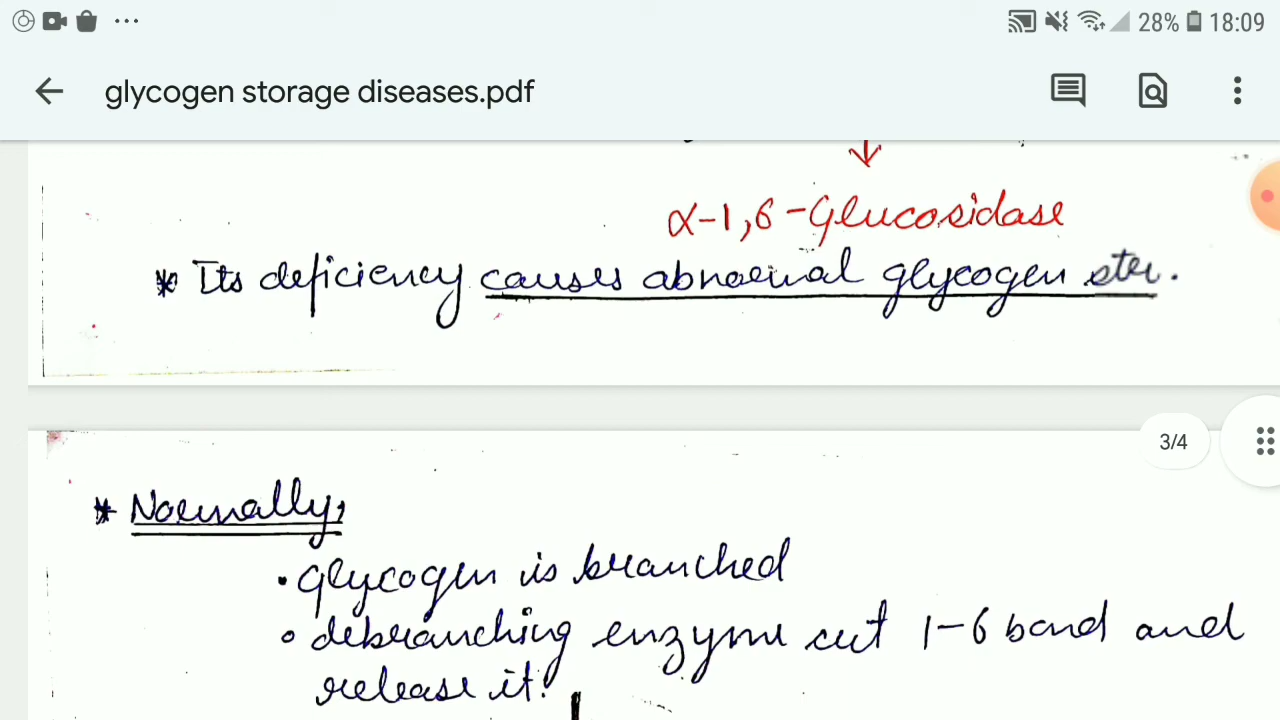 28% 18:09
glycogen storage diseases.pdf
α-1,6-Glucosidase
* Its deficiency causes abnormal glycogen str.
3/4
* Normally,
• Glycogen is branched
• debranching enzyme cut 1-6 bond and
release it.